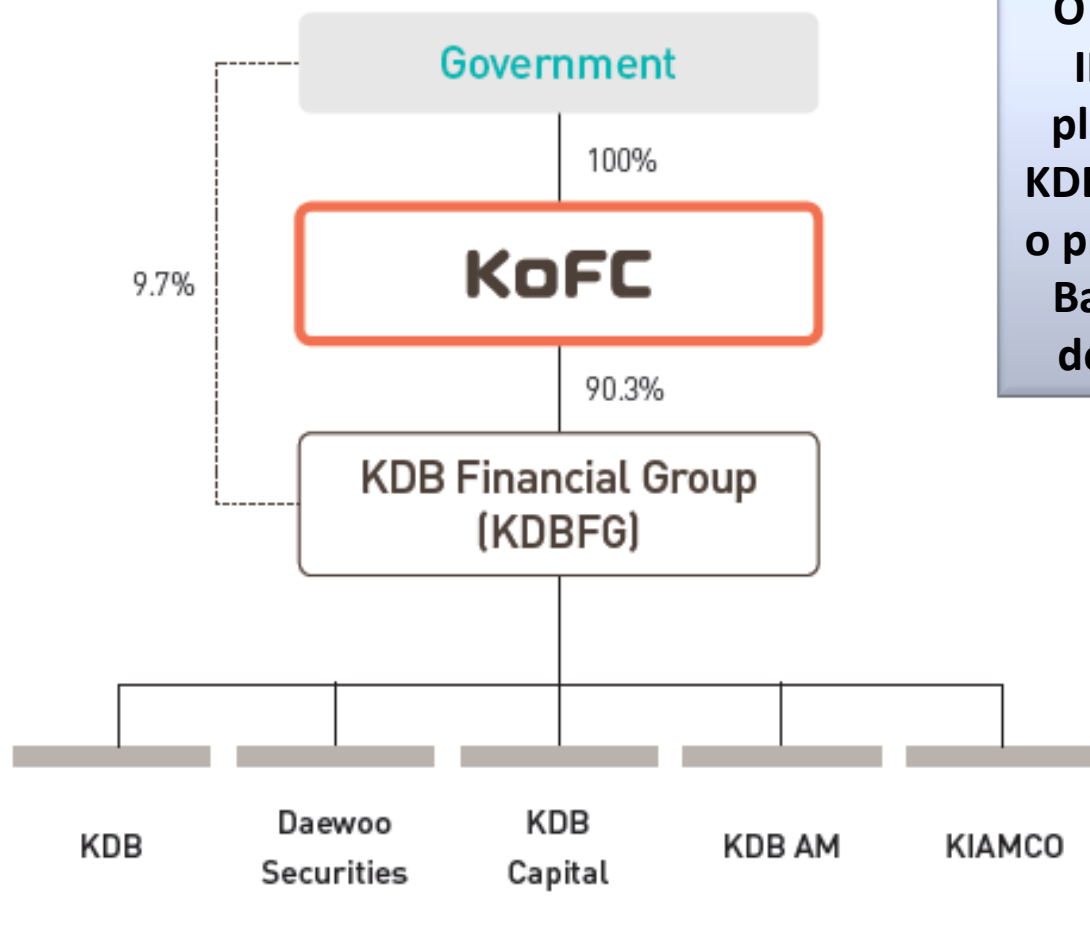 Government
100%
KoFC
9.7%
90.3%
KDB Financial Group
(KDBFG)
KDB
Daewoo
Securities
KDB
Capital
KDB AM
KIAMCO
O
o